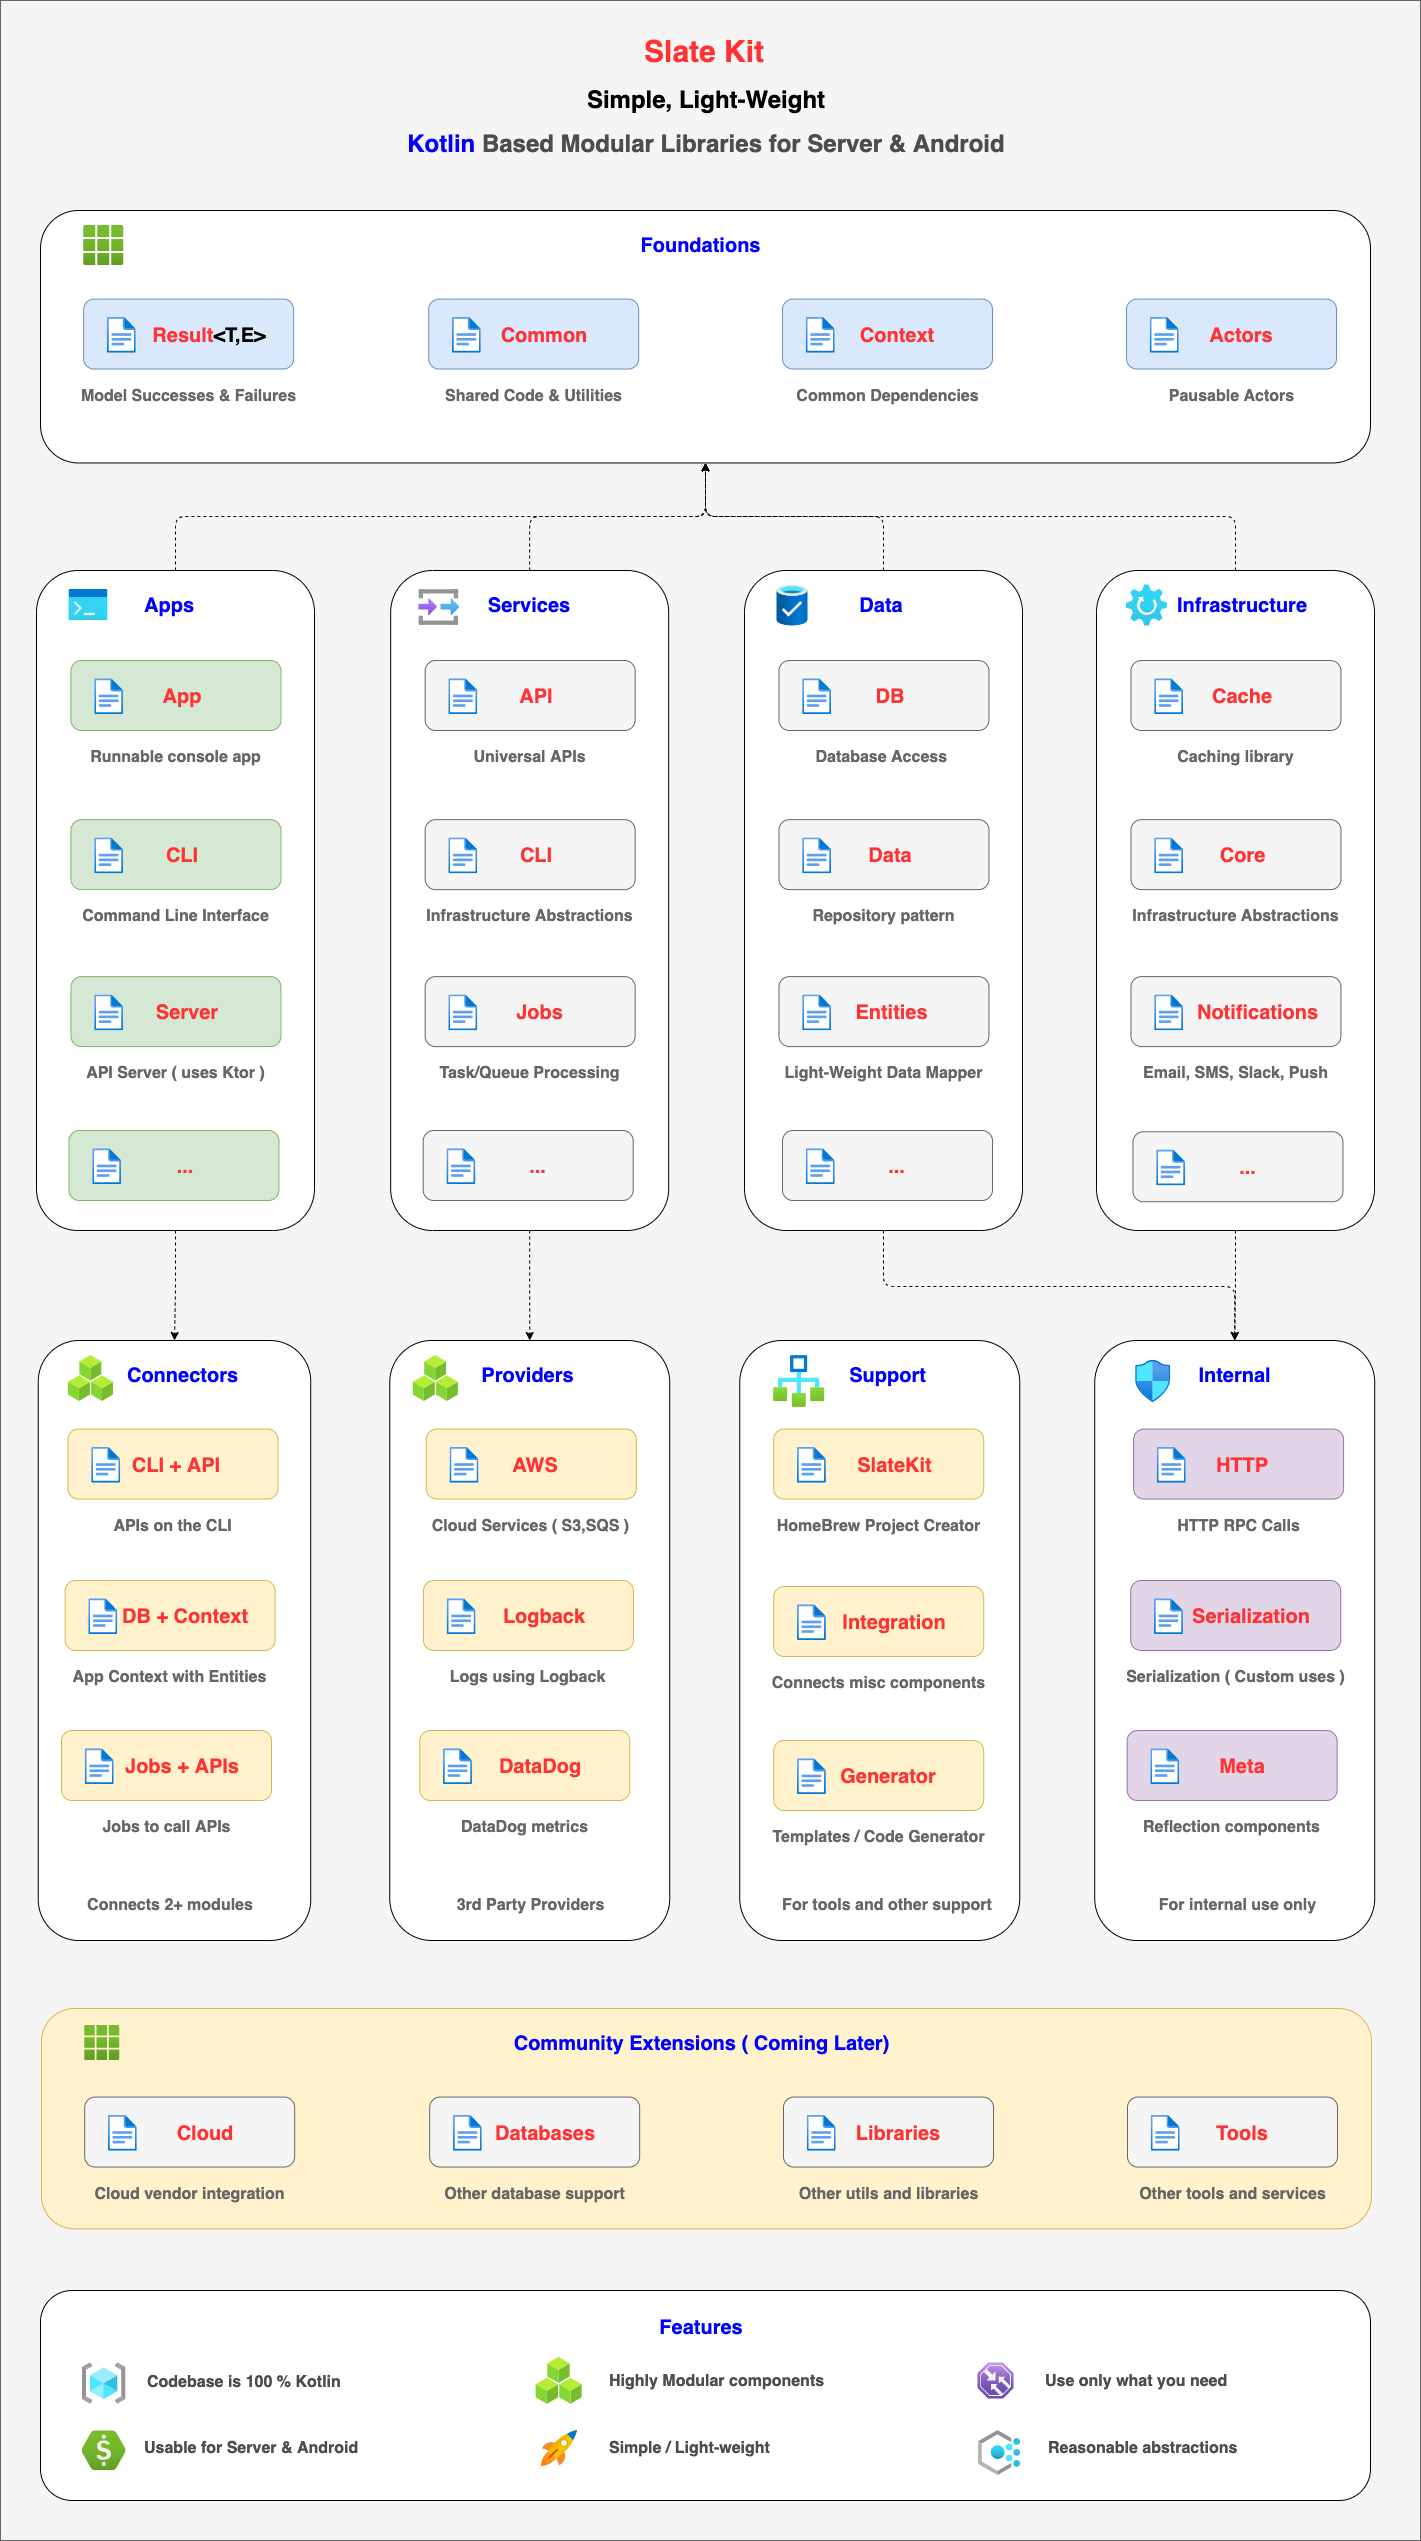 Slate Kit
Simple, Light-Weight
Kotlin Based Modular Libraries for Server & Android
Foundations
Result<T,E>
Model Successes & Failures
Common
Shared Code & Utilities
Context
Common Dependencies
Actors
Pausable Actors
Apps
App
Runnable console app
CLI
Command Line Interface
Server
API Server ( uses Ktor )
...
Services
API
Universal APIs
CLI
Infrastructure Abstractions
Jobs
Task/Queue Processing
...
Data
DB
Database Access
Data
Repository pattern
Entities
Light-Weight Data Mapper
...
Infrastructure
Cache
Caching library
Core
Infrastructure Abstractions
Notifications
Email, SMS, Slack, Push
...
Connectors
CLI + API
APIs on the CLI
DB + Context
App Context with Entities
Jobs + APIs
Jobs to call APIs
Connects 2+ modules
Providers
AWS
Cloud Services ( S3,SQS )
Logback
Logs using Logback
DataDog
DataDog metrics
3rd Party Providers
Support
SlateKit
HomeBrew Project Creator
Integration
Connects misc components
Generator
Templates / Code Generator
For tools and other support
Internal
HTTP
HTTP RPC Calls
Serialization
Serialization ( Custom uses )
Meta
Reflection components
For internal use only
Community Extensions ( Coming Later)
Cloud
Cloud vendor integration
Databases
Other database support
Libraries
Other utils and libraries
Tools
Other tools and services
Features
Codebase is 100 % Kotlin
Highly Modular components
Use only what you need
Usable for Server & Android
Simple / Light-weight
Reasonable abstractions